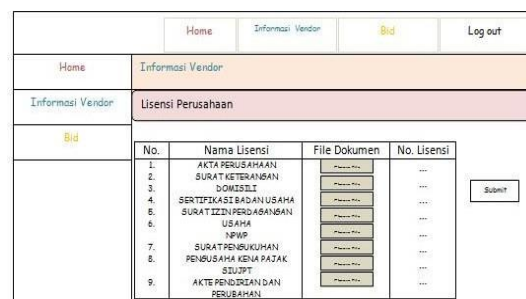 Home Informasi Vendor Bid Log out
Home Informasi Vendor
Informasi Vendor Lisensi Perusahaan
Bid
No. Nama Lisensi File Dokumen No. Lisensi
1. AKTA PERUSAHAAN ...
2. SURAT KETERANGAN
3. DOMISILI ...
4. SERTIFIKASI BADAN USAHA ...
5. SURAT IZIN PERDAGANGAN ...
6. USAHA ...
NPWP
7. SURAT PENGUKUHAN ...
8. PENGUSAHA KENA PAJAK ...
SIUJPT ...
9. AKTE PENDIRIAN DAN ...
PERUBAHAN
Submit